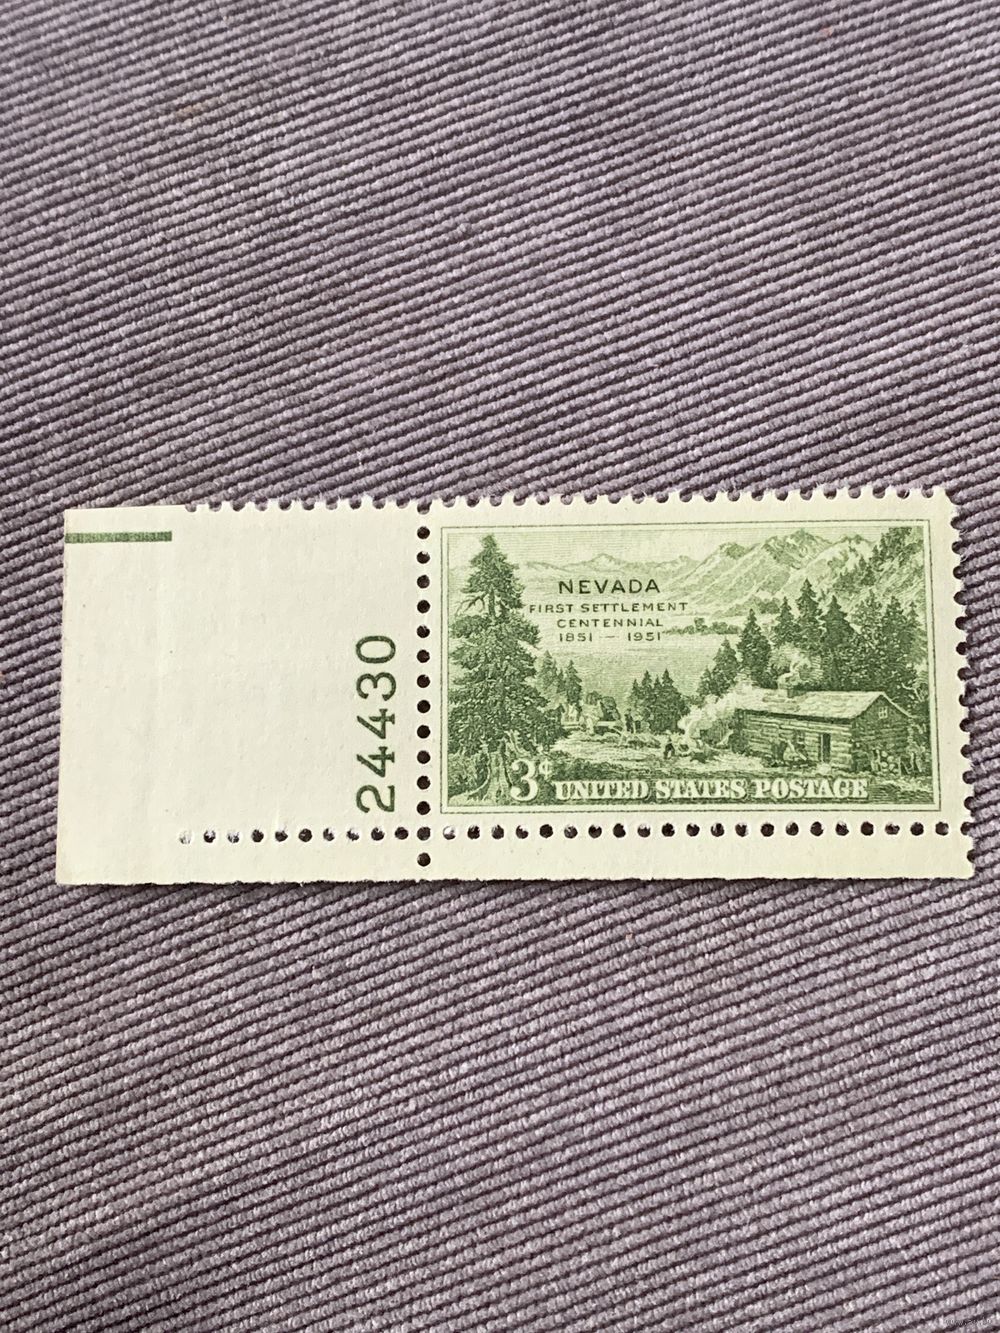 24430
NEVADA
FIRST SETTLEMENT
CENTENNIAL
1851 — 1951
3¢ UNITED STATES POSTAGE